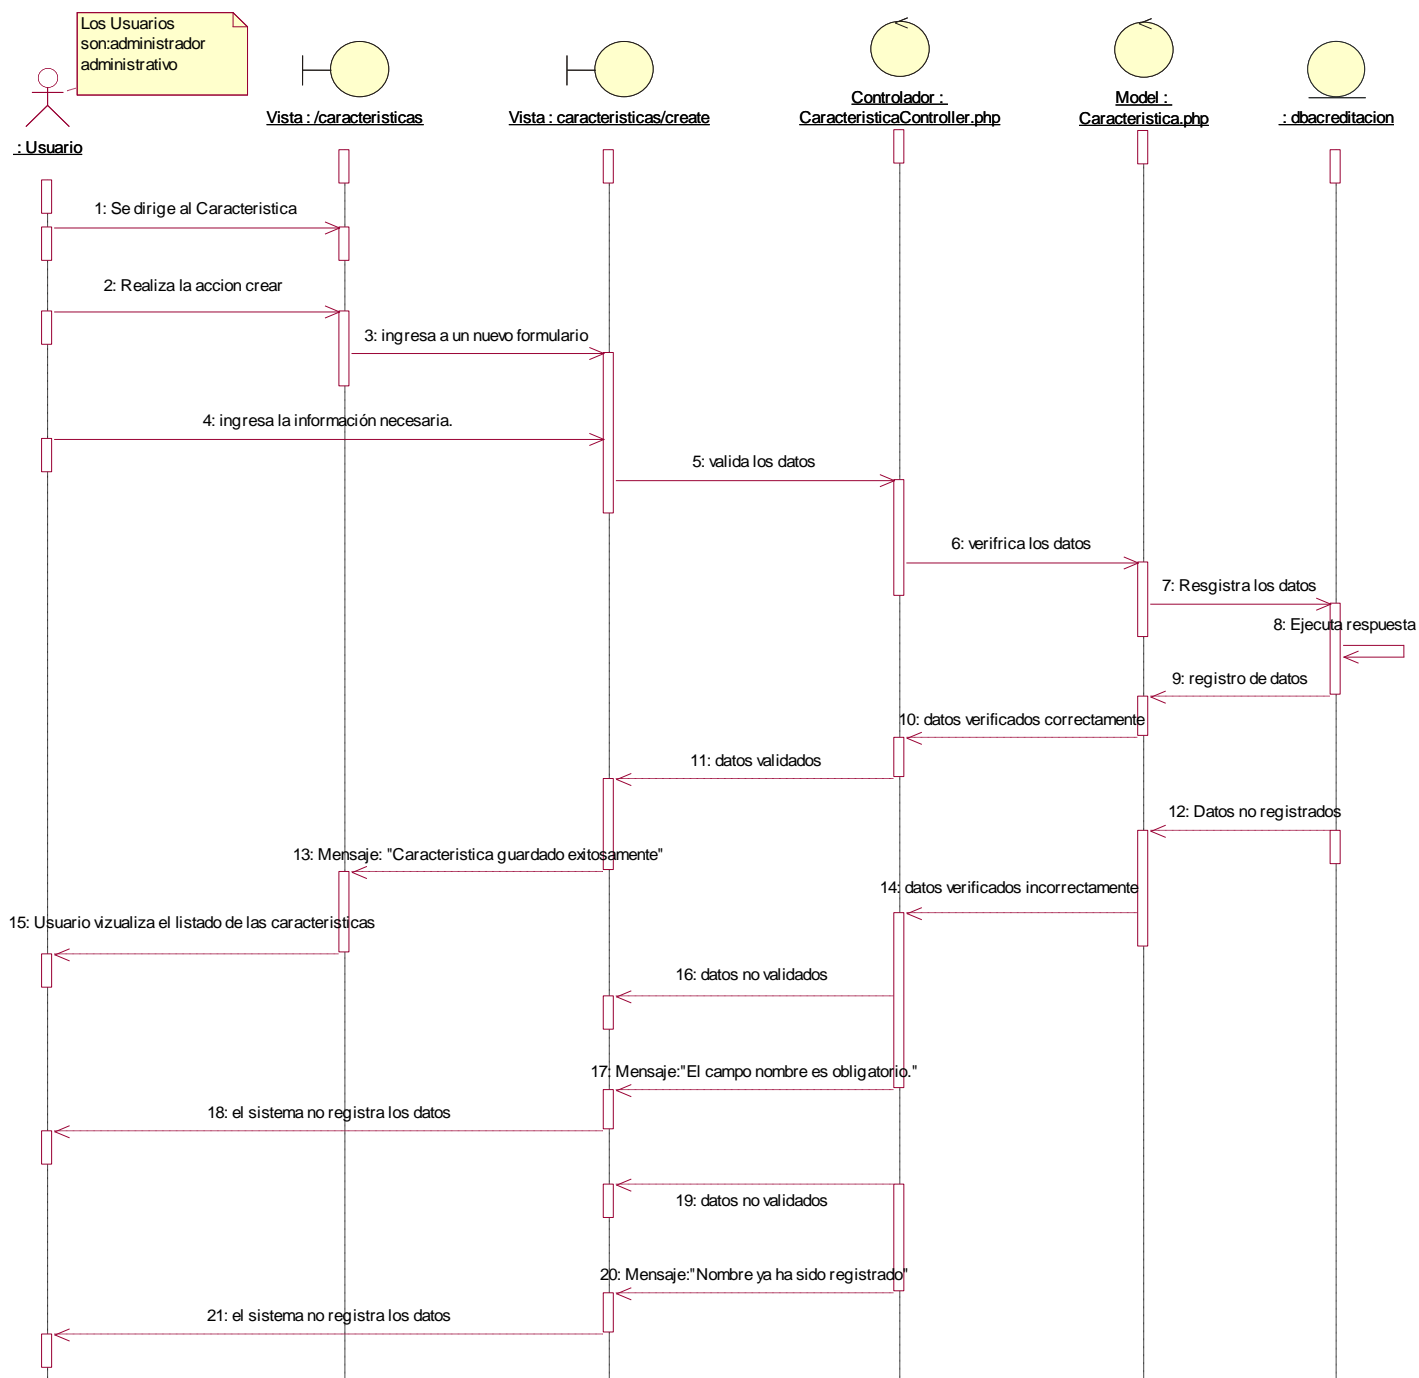 Los Usuarios
son:administrador
administrativo
: Usuario
Vista : /caracteristicas
Vista : caracteristicas/create
Controlador :
CaracteristicaController.php
Model :
Caracteristica.php
: dbacreditacion
1: Se dirige al Caracteristica
2: Realiza la accion crear
3: ingresa a un nuevo formulario
4: ingresa la información necesaria.
5: valida los datos
6: verifrica los datos
7: Resgistra los datos
8: Ejecuta respuesta
9: registro de datos
10: datos verificados correctamente
11: datos validados
12: Datos no registrados
13: Mensaje: "Caracteristica guardado exitosamente"
14: datos verificados incorrectamente
15: Usuario vizualiza el listado de las caracteristicas
16: datos no validados
17: Mensaje:"El campo nombre es obligatorio."
18: el sistema no registra los datos
19: datos no validados
20: Mensaje:"Nombre ya ha sido registrado"
21: el sistema no registra los datos